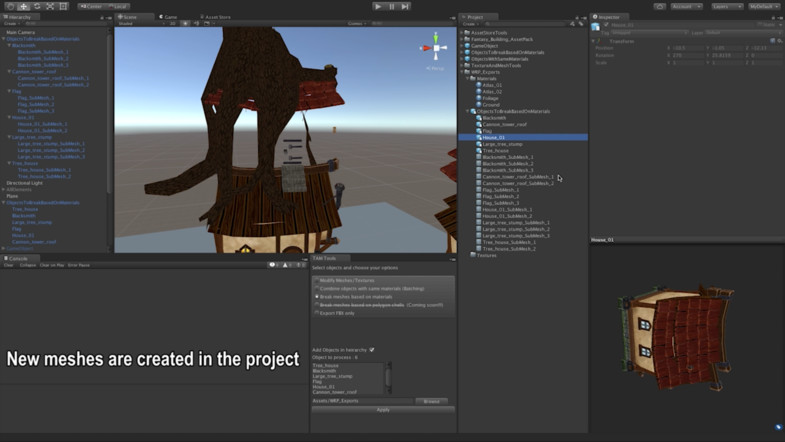 Center
Local
Account
Layers
MyDefault
Hierarchy
Create
Main Camera
ObjectsToBreakBasedOnMaterials
Blacksmith
Blacksmith_SubMesh_1
Blacksmith_SubMesh_2
Blacksmith_SubMesh_3
Cannon_tower_roof
Cannon_tower_roof_SubMesh_1
Cannon_tower_roof_SubMesh_2
Flag
Flag_SubMesh_1
Flag_SubMesh_2
Flag_SubMesh_3
House_01
House_01_SubMesh_1
House_01_SubMesh_2
Large_tree_stump
Large_tree_stump_SubMesh_1
Large_tree_stump_SubMesh_2
Large_tree_stump_SubMesh_3
Tree_house
Tree_house_SubMesh_1
Tree_house_SubMesh_2
Directional Light
AllElements
Plane
ObjectsToBreakBasedOnMaterials
Tree_house
Blacksmith
Large_tree_stump
Flag
House_01
Cannon_tower_roof
Scene
Game
Asset Store
Shaded
2D
Gizmos
Persp
Project
Create
AssetStoreTools
Fantasy_Building_AssetPack
GameObject
ObjectsToBreakBasedOnMaterials
ObjectsWithSameMaterials
TextureAndMeshTools
WRP_Exports
Materials
Atlas_01
Atlas_02
Foliage
Ground
ObjectsToBreakBasedOnMaterials
Blacksmith
Cannon_tower_roof
Flag
House_01
Large_tree_stump
Tree_house
Blacksmith_SubMesh_1
Blacksmith_SubMesh_2
Blacksmith_SubMesh_3
Cannon_tower_roof_SubMesh_1
Cannon_tower_roof_SubMesh_2
Flag_SubMesh_1
Flag_SubMesh_2
Flag_SubMesh_3
House_01_SubMesh_1
House_01_SubMesh_2
Large_tree_stump_SubMesh_1
Large_tree_stump_SubMesh_2
Large_tree_stump_SubMesh_3
Tree_house_SubMesh_1
Tree_house_SubMesh_2
Textures
Inspector
House_01
Transform
Position
Rotation
Scale
House_01
Console
Clear Collapse Clear on Play Error Pause
New meshes are created in the project
TAM Tools
Select objects and choose your options
Modify Meshes/Textures
Combine objects with same materials (Batching)
Break meshes based on materials
Break meshes based on polygon shells (Coming soon!!!)
Export FBX only
Add Objects in hierarchy
Object to process: 6
Tree_house
Blacksmith
Large_tree_stump
Flag
House_01
Cannon_tower_roof
Assets/WRP_Exports
Browse
Apply